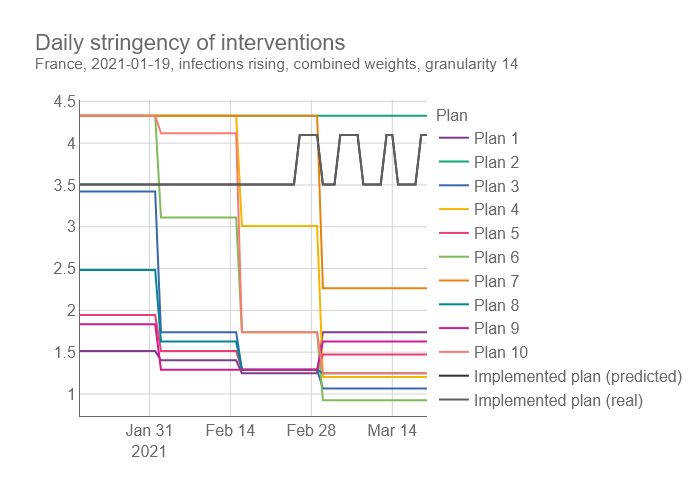 Daily stringency of interventions
France, 2021-01-19, infections rising, combined weights, granularity 14
4.5
4
3.5
3
2.5
2
1.5
1
Jan 31
2021
Feb 14
Feb 28
Mar 14
Plan
Plan 1
Plan 2
Plan 3
Plan 4
Plan 5
Plan 6
Plan 7
Plan 8
Plan 9
Plan 10
Implemented plan (predicted)
Implemented plan (real)